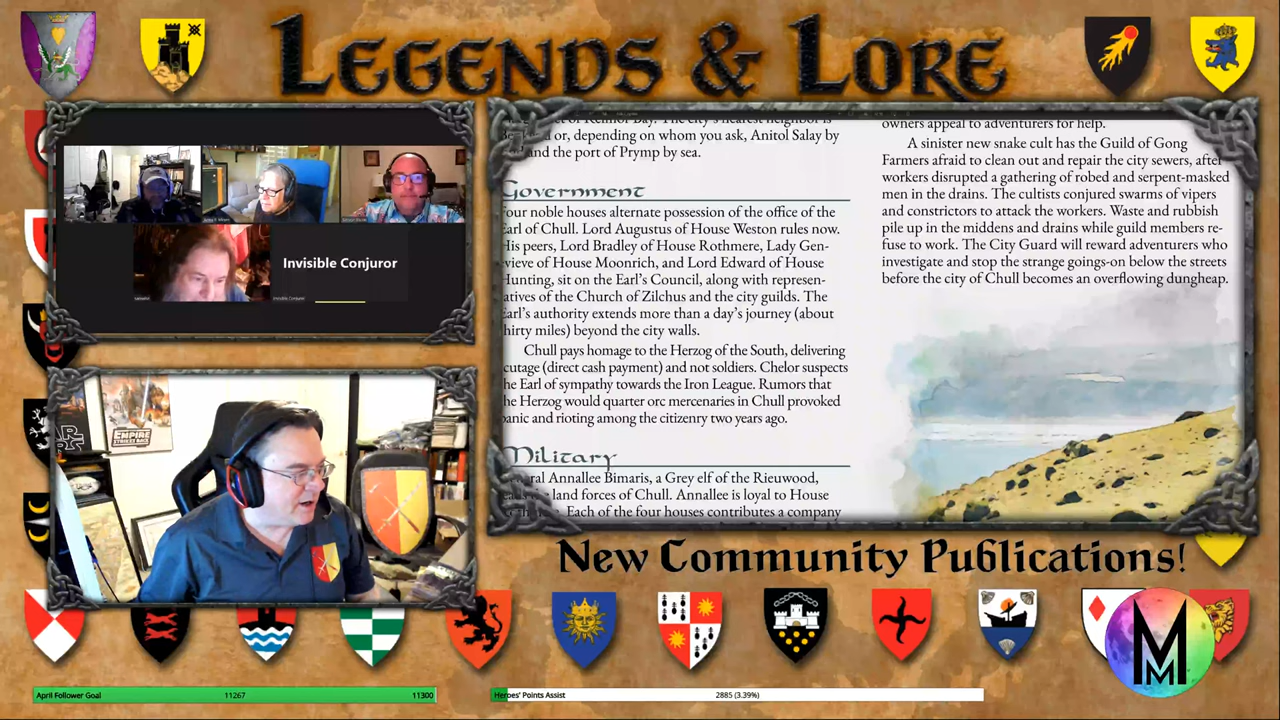 LEGENDS & LORE
Invisible Conjuror
Invisible Conjuror
EMPIRE
STRIKES BACK
owners appeal to adventurers for help.
or, depending on whom you ask, Anitol Salay by
and the port of Prymp by sea.
Government
our noble houses alternate possession of the office of the
arl of Chull. Lord Augustus of House Weston rules now.
His peers, Lord Bradley of House Rothmere, Lady Gen-
vieve of House Moonrich, and Lord Edward of House
Hunting, sit on the Earl’s Council, along with represen-
atives of the Church of Zilchus and the city guilds. The
arl’s authority extends more than a day’s journey (about
hirty miles) beyond the city walls.
Chull pays homage to the Herzog of the South, delivering
cutage (direct cash payment) and not soldiers. Chelor suspects
he Earl of sympathy towards the Iron League. Rumors that
he Herzog would quarter orc mercenaries in Chull provoked
panic and rioting among the citizenry two years ago.
Military
ral Annallee Bimaris, a Grey elf of the Rieuwood,
land forces of Chull. Annallee is loyal to House
Each of the four houses contributes a company
A sinister new snake cult has the Guild of Gong
Farmers afraid to clean out and repair the city sewers, after
workers disrupted a gathering of robed and serpent-masked
men in the drains. The cultists conjured swarms of vipers
and constrictors to attack the workers. Waste and rubbish
pile up in the middens and drains while guild members re-
fuse to work. The City Guard will reward adventurers who
investigate and stop the strange goings-on below the streets
before the city of Chull becomes an overflowing dungheap.
New Community Publications!
M
M
April Follower Goal 11267 11300
Heroes' Points Assist 2885 (3.39%)